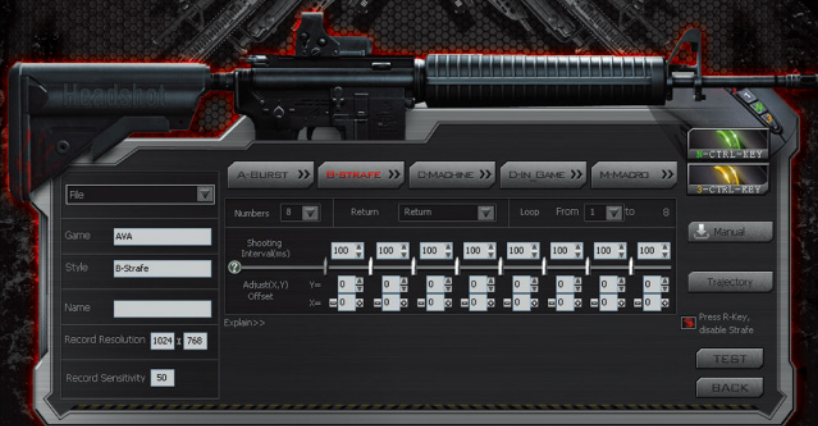 Headshot
N-CTRL-KEY
3-CTRL-KEY
A-BURST >> B-STRAFE >> C-MACHINE >> D-IN_GAME >> M-MACRO >>
File
Numbers 8 Return Return Loop From 1 to 8
Game AVA
Manual
Shooting
Interval(ms) 100 100 100 100 100 100 100 100
Style B-Strafe
Adjust(X,Y) Y= 0 0 0 0 0 0 0 0
Offset X= 0 0 0 0 0 0 0 0
Trajectory
Name
Explain>>
Press R-Key,
disable Strafe
Record Resolution 1024 x 768
TEST
Record Sensitivity 50
BACK